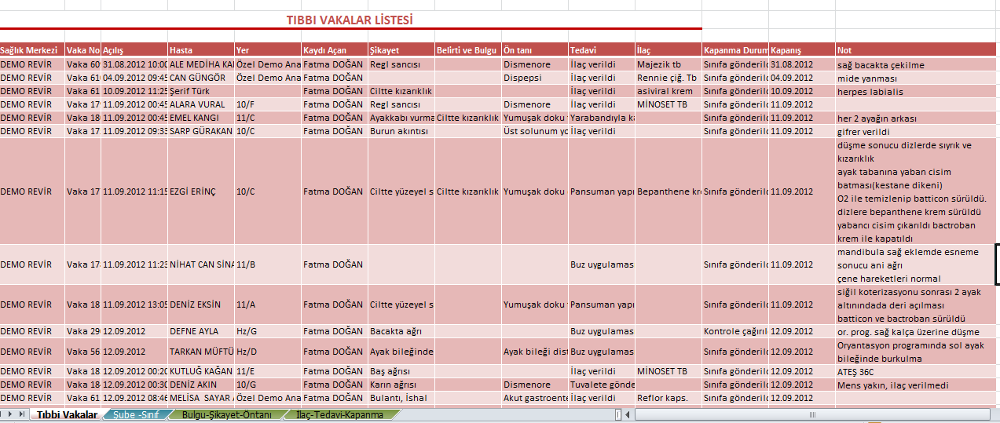 TIBBI VAKALAR LİSTESİ
Sağlık Merkezi Vaka No Açılış Hasta Yer Kaydı Açan Şikayet Belirti ve Bulgu Ön tanı Tedavi İlaç Kapanma Durum Kapanış Not
DEMO REVİR Vaka 60 31.08.2012 10:00 ALE MEDİHA KA Özel Demo Ana Fatma DOĞAN Regl sancısı Dismenore İlaç verildi Majezik tb Sınıfa gönderild 31.08.2012 sağ bacakta çekilme
DEMO REVİR Vaka 610 04.09.2012 09:45 CAN GÜNGÖR Özel Demo Ana Fatma DOĞAN Dispepsi İlaç verildi Rennie çiğ. Tb Sınıfa gönderild 04.09.2012 mide yanması
DEMO REVİR Vaka 61 10.09.2012 11:25 Şerif Türk Fatma DOĞAN Ciltte kızarıklık İlaç verildi asiviral krem Sınıfa gönderild 10.09.2012 herpes labialis
DEMO REVİR Vaka 17 11.09.2012 00:45 ALARA VURAL 10/F Fatma DOĞAN Regl sancısı Dismenore İlaç verildi MİNOSET TB Sınıfa gönderild 11.09.2012
DEMO REVİR Vaka 18 11.09.2012 00:45 EMEL KANGI 11/C Fatma DOĞAN Ayakkabı vurma Ciltte kızarıklık Yumuşak doku Yarabandıyla ka Sınıfa gönderild 11.09.2012 her 2 ayağın arkası
DEMO REVİR Vaka 17 11.09.2012 09:33 SARP GÜRAKAN 10/C Fatma DOĞAN Burun akıntısı Üst solunum yo İlaç verildi Sınıfa gönderild 11.09.2012 gifrer verildi
düşme sonucu dizlerde sıyrık ve
kızarıklık
ayak tabanına yaban cisim
batması(kestane dikeni)
DEMO REVİR Vaka 17 11.09.2012 11:15 EZGİ ERİNÇ 10/C Fatma DOĞAN Ciltte yüzeyel s Ciltte kızarıklık Yumuşak doku Pansuman yapı Bepanthene kre Sınıfa gönderild 11.09.2012 O2 ile temizlenip batticon sürüldü.
dizlere bepanthene krem sürüldü
yabancı cisim çıkarıldı bactroban
krem ile kapatıldı
mandibula sağ eklemde esneme
DEMO REVİR Vaka 17 11.09.2012 11:23 NİHAT CAN SİNA 11/B Fatma DOĞAN Buz uygulaması Sınıfa gönderild 11.09.2012 sonucu ani ağrı
çene hareketleri normal
siğil koterizasyonu sonrası 2 ayak
DEMO REVİR Vaka 18 11.09.2012 13:05 DENİZ EKSİN 11/A Fatma DOĞAN Ciltte yüzeyel s Yumuşak doku Pansuman yapı Sınıfa gönderild 11.09.2012 altınındada deri açılması
batticon ve bactroban sürüldü
DEMO REVİR Vaka 29 12.09.2012 DEFNE AYLA Hz/G Fatma DOĞAN Bacakta ağrı Buz uygulaması Kontrole çağırıl 12.09.2012 or. prog. sağ kalça üzerine düşme
DEMO REVİR Vaka 56 12.09.2012 TARKAN MÜFTÜ Hz/D Fatma DOĞAN Ayak bileğinde Ayak bileği dist Buz uygulaması Sınıfa gönderild 12.09.2012 Oryantasyon programında sol ayak
bileğinde burkulma
DEMO REVİR Vaka 18 12.09.2012 00:20 KUTLUĞ KAĞAN 11/E Fatma DOĞAN Baş ağrısı İlaç verildi MİNOSET TB Sınıfa gönderild 12.09.2012 ATEŞ 36C
DEMO REVİR Vaka 18 12.09.2012 00:30 DENİZ AKIN 10/G Fatma DOĞAN Karın ağrısı Dismenore Tuvalete gönde Sınıfa gönderild 12.09.2012 Mens yakın, ilaç verilmedi
DEMO REVİR Vaka 61 12.09.2012 08:46 MELİSA SAYAR Özel Demo Ana Fatma DOĞAN Bulantı, İshal Akut gastroente İlaç verildi Reflor kaps. Sınıfa gönderild 12.09.2012
Tıbbi Vakalar Şube -Sınıf Bulgu-Şikayet-Öntanı İlaç-Tedavi-Kapanma